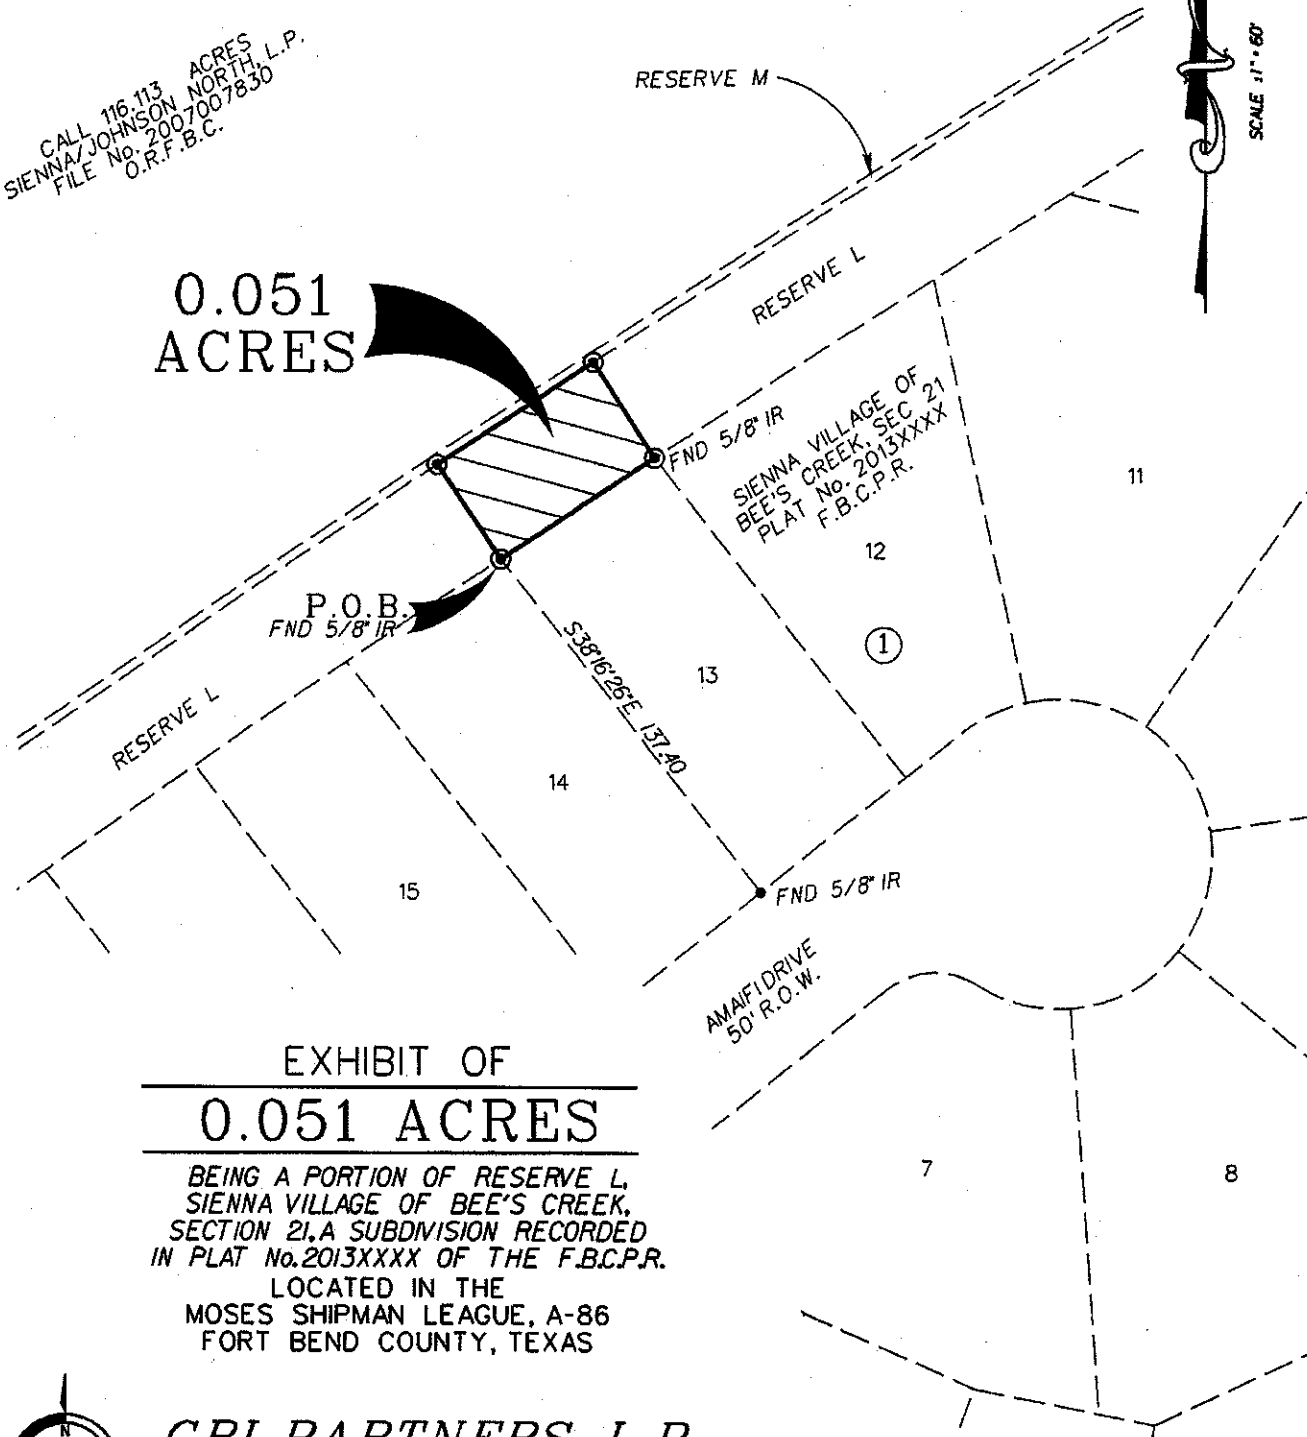 CALL 116.113 ACRES
SIENNA/JOHNSON NORTH, L.P.
FILE No. 2007007830
O.R.F.B.C.
RESERVE M
SCALE :1" = 60'
0.051
ACRES
RESERVE L
FND 5/8" IR
SIENNA VILLAGE OF
BEE'S CREEK, SEC 21
PLAT No. 2013XXXX
F.B.C.P.R.
11
12
1
P.O.B.
FND 5/8" IR
S38°16'26"E 137.40
13
RESERVE L
14
15
FND 5/8" IR
AMAIFI DRIVE
50' R.O.W.
7
8
EXHIBIT OF
0.051 ACRES
BEING A PORTION OF RESERVE L,
SIENNA VILLAGE OF BEE'S CREEK,
SECTION 21, A SUBDIVISION RECORDED
IN PLAT No. 2013XXXX OF THE F.B.C.P.R.
LOCATED IN THE
MOSES SHIPMAN LEAGUE, A-86
FORT BEND COUNTY, TEXAS
N
PARTNERS